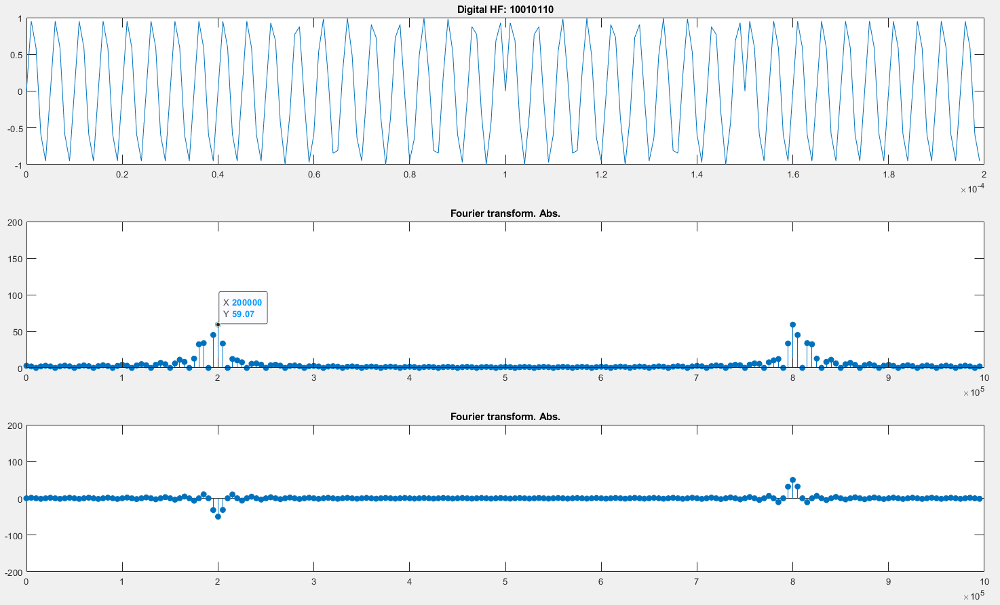 Digital HF: 10010110
1
0.5
0
-0.5
-1
0 0.2 0.4 0.6 0.8 1 1.2 1.4 1.6 1.8 2
×10-4
Fourier transform. Abs.
200
150
100
50
0
X 200000
Y 59.07
0 1 2 3 4 5 6 7 8 9 10
×105
Fourier transform. Abs.
200
100
0
-100
-200
0 1 2 3 4 5 6 7 8 9 10
×105